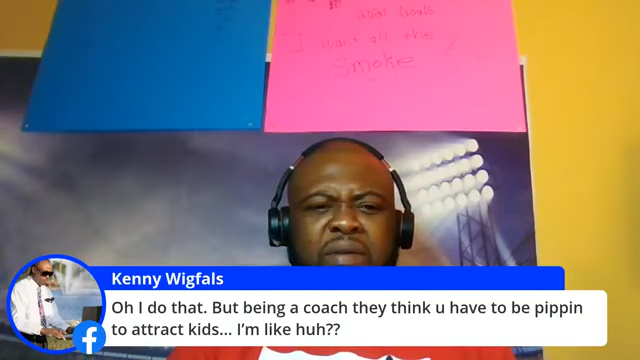 2021 Goals
I want all the
Smoke
Kenny Wigfals
Oh I do that. But being a coach they think u have to be pippin
to attract kids... I’m like huh??